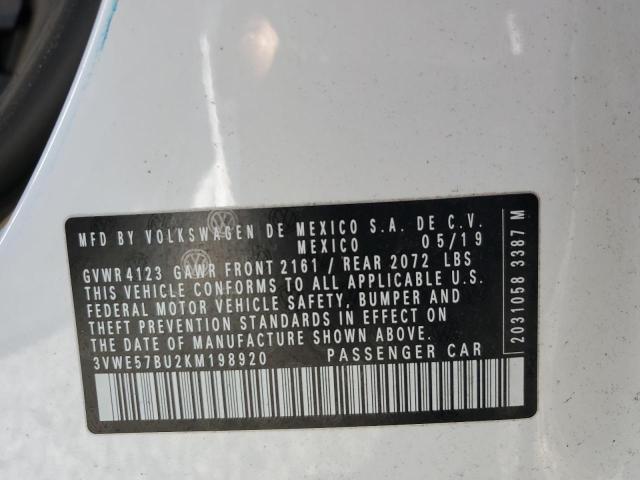 MFD BY VOLKSWAGEN DE MEXICO S.A. DE C.V.
MEXICO 05/19
GVWR 4123 GAWR FRONT 2161 / REAR 2072 LBS
THIS VEHICLE CONFORMS TO ALL APPLICABLE U.S.
FEDERAL MOTOR VEHICLE SAFETY, BUMPER AND
THEFT PREVENTION STANDARDS IN EFFECT ON
THE DATE OF MANUFACTURE SHOWN ABOVE.
3VWE57BU2KM198920 PASSENGER CAR
2031058 3387 M